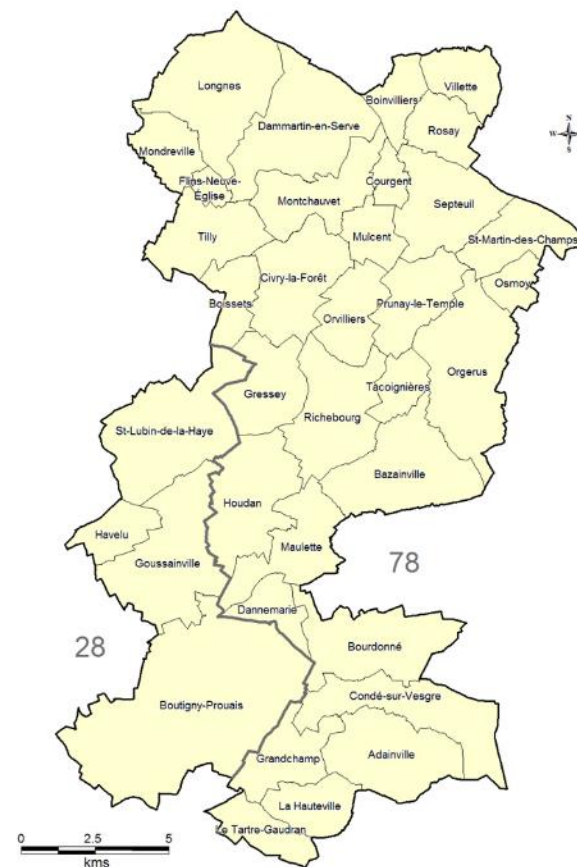 Longnes
Villette
Boinvilliers
Dammartin-en-Serve
Rosay
N
W
S
Mondreville
Flins-Neuve-
Église
Courgent
Montchauvet
Septeuil
Tilly
Mulcent
St-Martin-des-Champs
Civry-la-Forêt
Osmoy
Boissets
Prunay-le-Temple
Orvilliers
Orgerus
Gressey
Tacoignières
Richebourg
St-Lubin-de-la-Haye
Bazainville
Houdan
Havelu
Maulette
Goussainville
78
Dannemarie
28
Bourdonné
Condé-sur-Vesgre
Boutigny-Prouais
Adainville
Grandchamp
La Hauteville
Le Tartre-Gaudran
0 2.5 5
kms